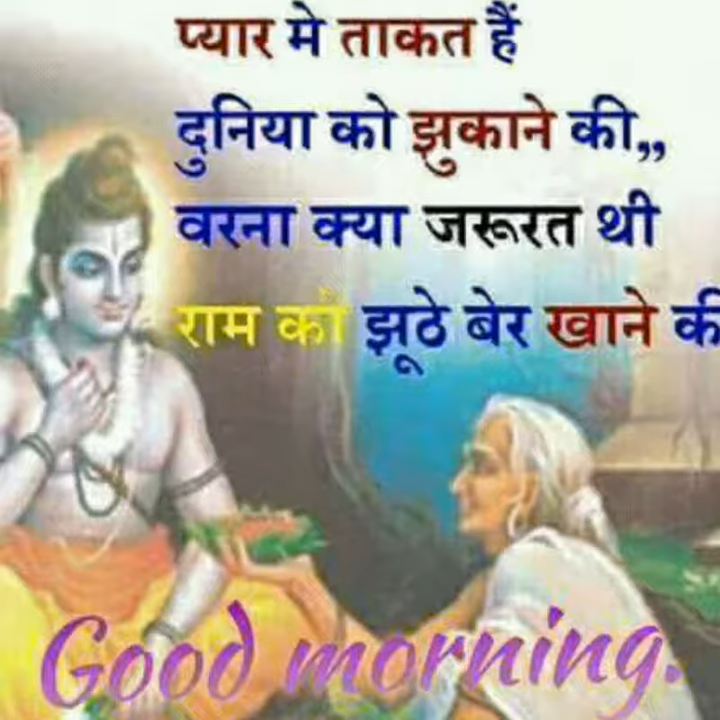 प्यार मे ताकत हैं
दुनिया को झुकाने की,,
वरना क्या जरूरत थी
राम को झूठे बेर खाने की
Good morning.